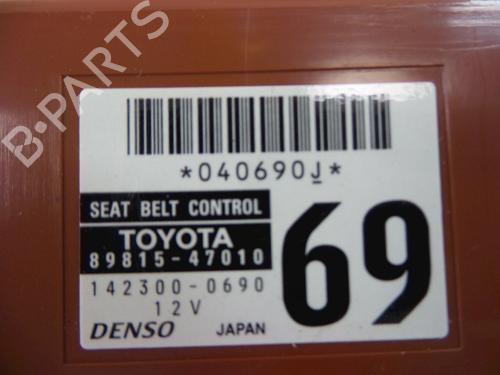 B-PARTS
*040690J*
SEAT BELT CONTROL
TOYOTA
89815-47010
142300-0690
12V
DENSO JAPAN
69